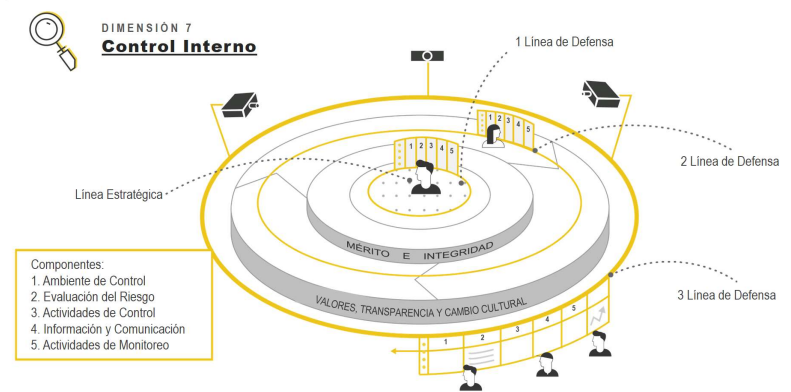 DIMENSIÓN 7
Control Interno
1 Línea de Defensa
1 2 3 4 5
1 2 3 4 5
2 Línea de Defensa
Línea Estratégica
MÉRITO E INTEGRIDAD
VALORES, TRANSPARENCIA Y CAMBIO CULTURAL
3 Línea de Defensa
Componentes:
1. Ambiente de Control
2. Evaluación del Riesgo
3. Actividades de Control
4. Información y Comunicación
5. Actividades de Monitoreo
1 2 3 4 5